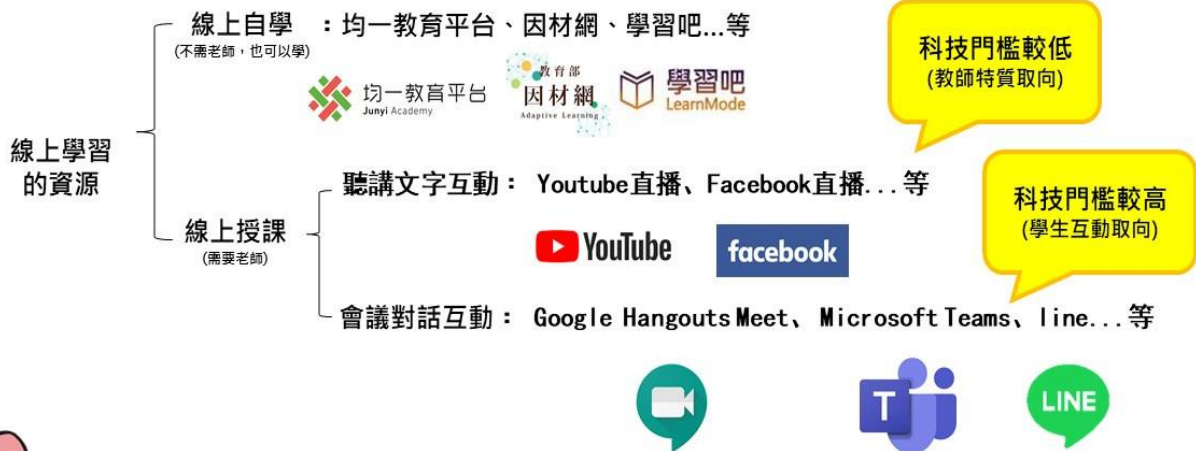 線上自學 :均一教育平台、因材網、學習吧...等
(不需老師,也可以學)
科技門檻較低
(教師特質取向)
均一教育平台
Junyi Academy
教育部
因材網
Adaptive Learning
學習吧
LearnMode
線上學習
的資源
聽講文字互動: Youtube直播、Facebook直播...等
科技門檻較高
(學生互動取向)
線上授課
(需要老師)
YouTube
facebook
會議對話互動: Google Hangouts Meet、Microsoft Teams、line...等
T
LINE